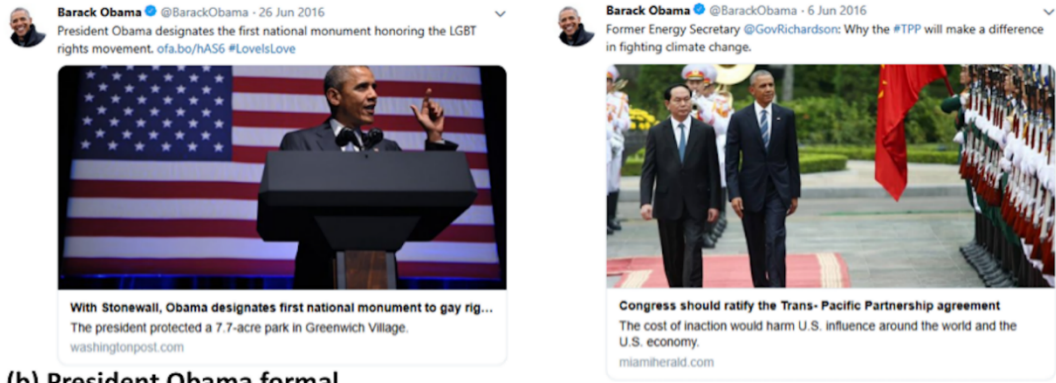 Barack Obama @BarackObama · 26 Jun 2016
President Obama designates the first national monument honoring the LGBT
rights movement. ofa.bo/hAS6 #LoveIsLove
With Stonewall, Obama designates first national monument to gay rig...
The president protected a 7.7-acre park in Greenwich Village.
washingtonpost.com
Barack Obama @BarackObama · 6 Jun 2016
Former Energy Secretary @GovRichardson: Why the #TPP will make a difference
in fighting climate change.
Congress should ratify the Trans- Pacific Partnership agreement
The cost of inaction would harm U.S. influence around the world and the
U.S. economy.
miamiherald.com
(b) President Obama formal